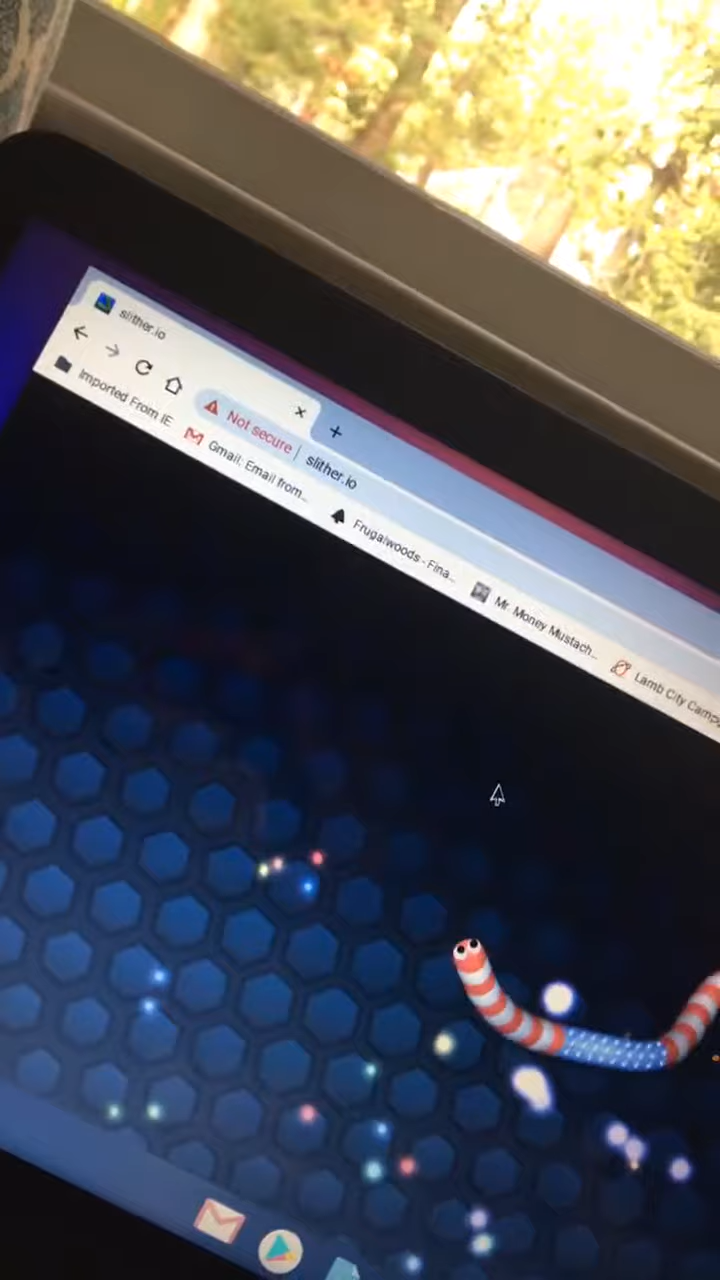 slither.io
Not secure | slither.io
Imported From IE
Gmail: Email from...
Frugalwoods - Fina...
Mr. Money Mustach...
Lamb City Camp